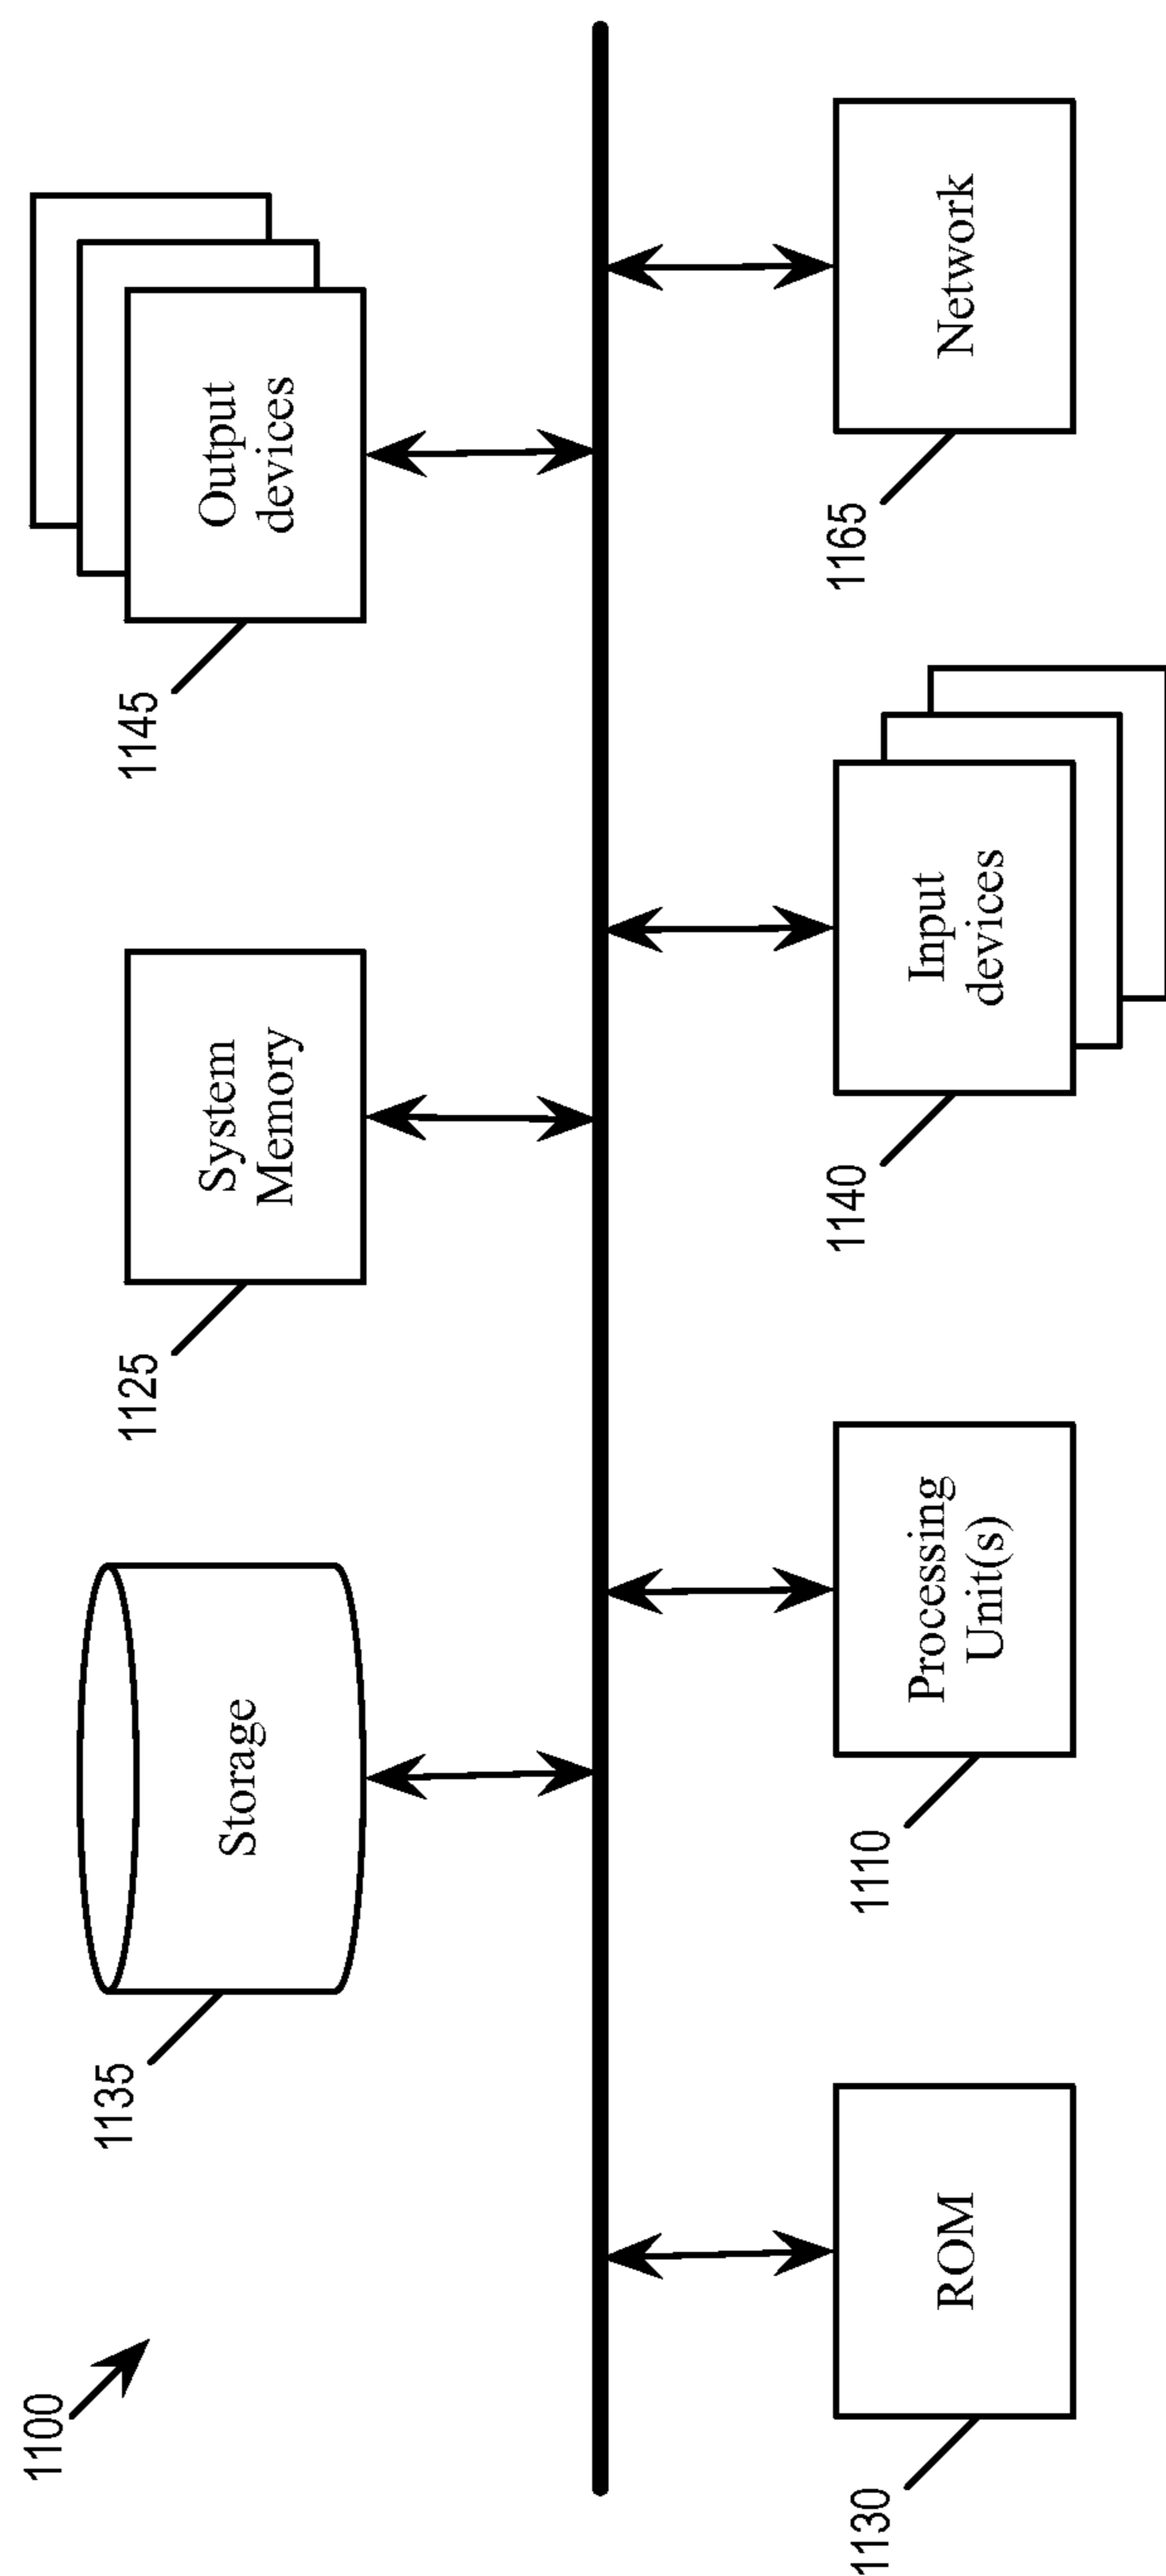 1100
1135
Storage
1125
System
Memory
1145
Output
devices
1130
ROM
1110
Processing
Unit(s)
1140
Input
devices
1165
Network